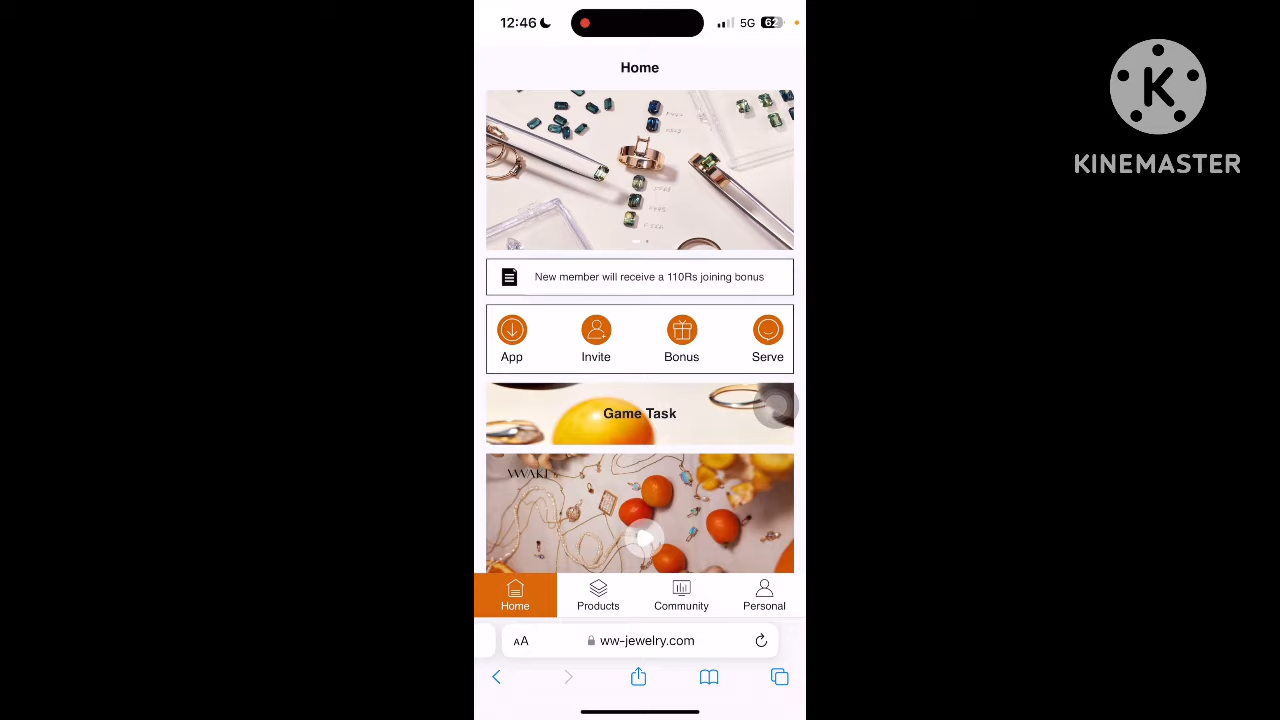 12:46
5G
62
Home
New member will receive a 110Rs joining bonus
App
Invite
Bonus
Serve
Game Task
Home
Products
Community
Personal
AA
ww-jewelry.com
K
KINEMASTER